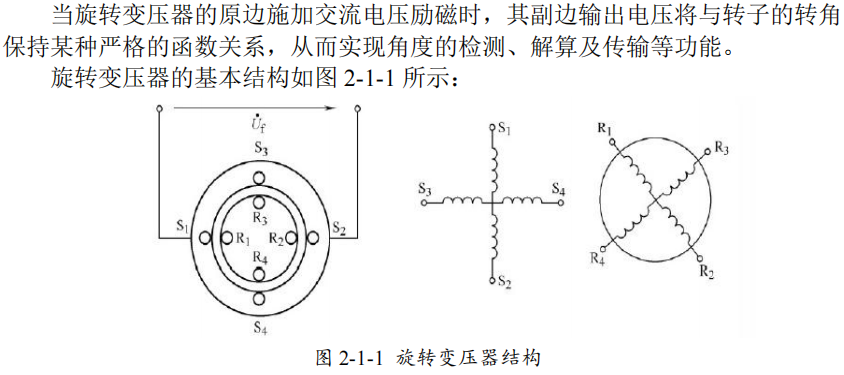 当旋转变压器的原边施加交流电压励磁时，其副边输出电压将与转子的转角
保持某种严格的函数关系，从而实现角度的检测、解算及传输等功能。
旋转变压器的基本结构如图 2-1-1 所示：
U̇f
S3
S1
R3
R1
R2
S2
R4
S4
S1
S3
S4
S2
R1
R3
R4
R2
图 2-1-1 旋转变压器结构